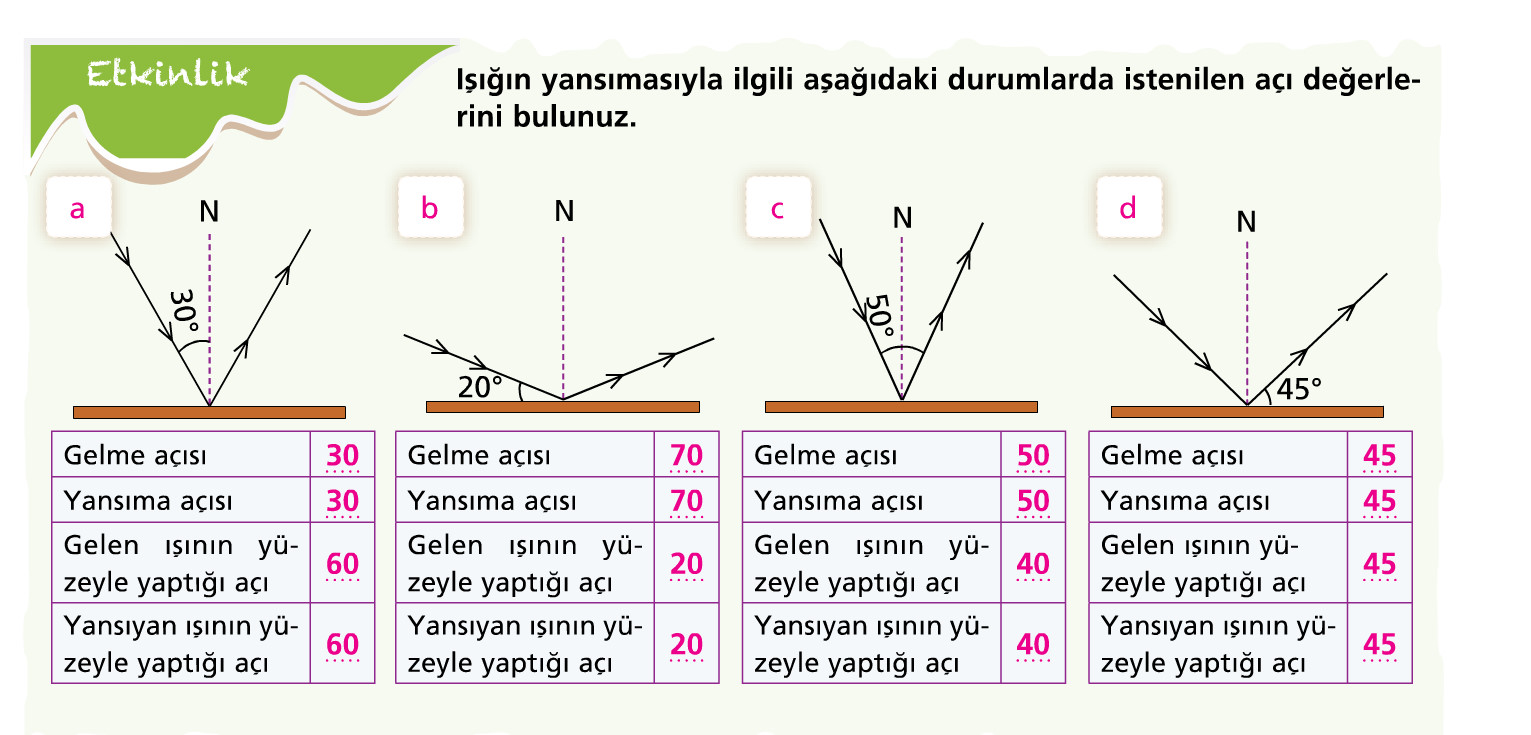 Etkinlik
Işığın yansımasıyla ilgili aşağıdaki durumlarda istenilen açı değerle-
rini bulunuz.
a
N
30°
Gelme açısı 30
Yansıma açısı 30
Gelen ışının yü-
zeyle yaptığı açı 60
Yansıyan ışının yü-
zeyle yaptığı açı 60
b
N
20°
Gelme açısı 70
Yansıma açısı 70
Gelen ışının yü-
zeyle yaptığı açı 20
Yansıyan ışının yü-
zeyle yaptığı açı 20
c
N
50°
Gelme açısı 50
Yansıma açısı 50
Gelen ışının yü-
zeyle yaptığı açı 40
Yansıyan ışının yü-
zeyle yaptığı açı 40
d
N
45°
Gelme açısı 45
Yansıma açısı 45
Gelen ışının yü-
zeyle yaptığı açı 45
Yansıyan ışının yü-
zeyle yaptığı açı 45